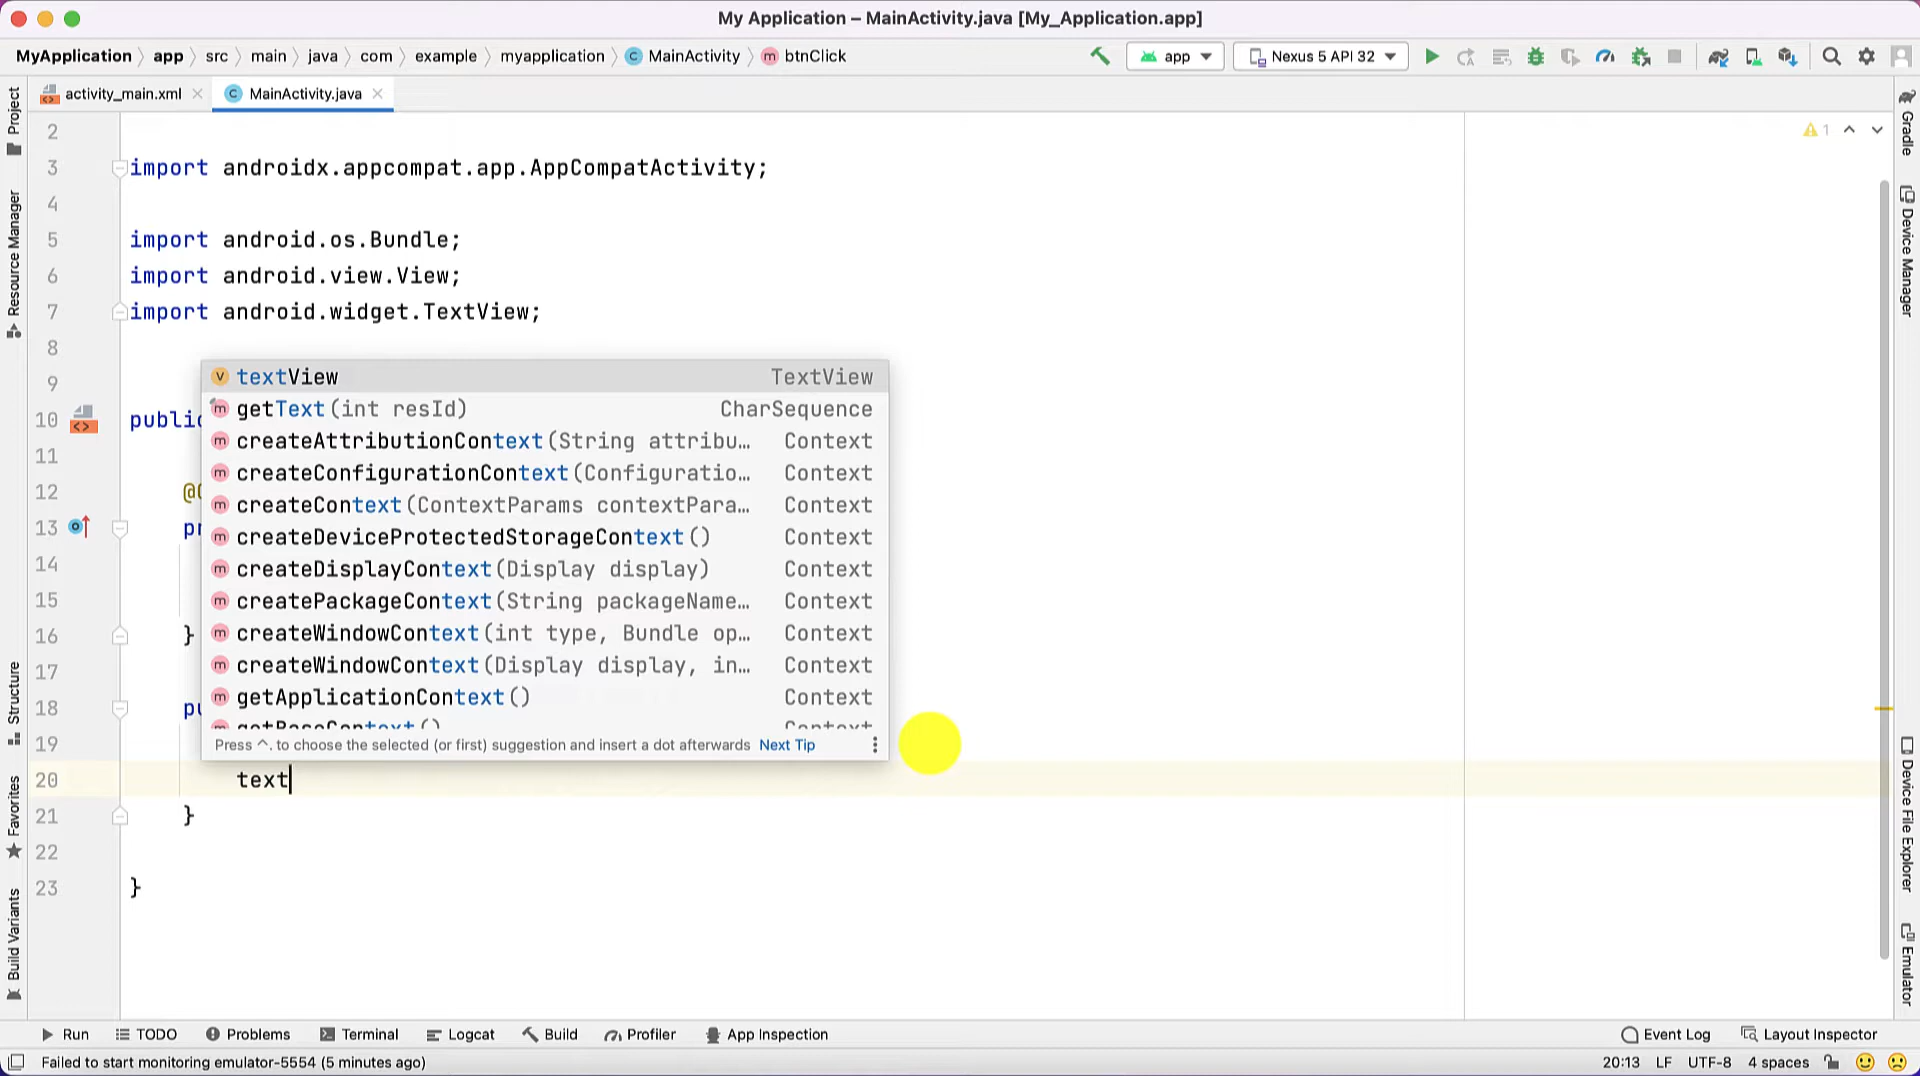 My Application – MainActivity.java [My_Application.app]
MyApplication app src main java com example myapplication MainActivity btnClick app Nexus 5 API 32
activity_main.xml MainActivity.java
1
2
3 import androidx.appcompat.app.AppCompatActivity;
4
5 import android.os.Bundle;
6 import android.view.View;
7 import android.widget.TextView;
8
9
10 public
11
12 @
13 pr
14
15
16 }
17
18 pu
19
20 text
21 }
22
23 }
textView TextView
getText(int resId) CharSequence
createAttributionContext(String attribu… Context
createConfigurationContext(Configuratio… Context
createContext(ContextParams contextPara… Context
createDeviceProtectedStorageContext() Context
createDisplayContext(Display display) Context
createPackageContext(String packageName… Context
createWindowContext(int type, Bundle op… Context
createWindowContext(Display display, in… Context
getApplicationContext() Context
getBaseContext() Context
Press ^. to choose the selected (or first) suggestion and insert a dot afterwards Next Tip
Project
Resource Manager
Structure
Favorites
Build Variants
Gradle
Device Manager
Device File Explorer
Emulator
Run TODO Problems Terminal Logcat Build Profiler App Inspection Event Log Layout Inspector
Failed to start monitoring emulator-5554 (5 minutes ago) 20:13 LF UTF-8 4 spaces